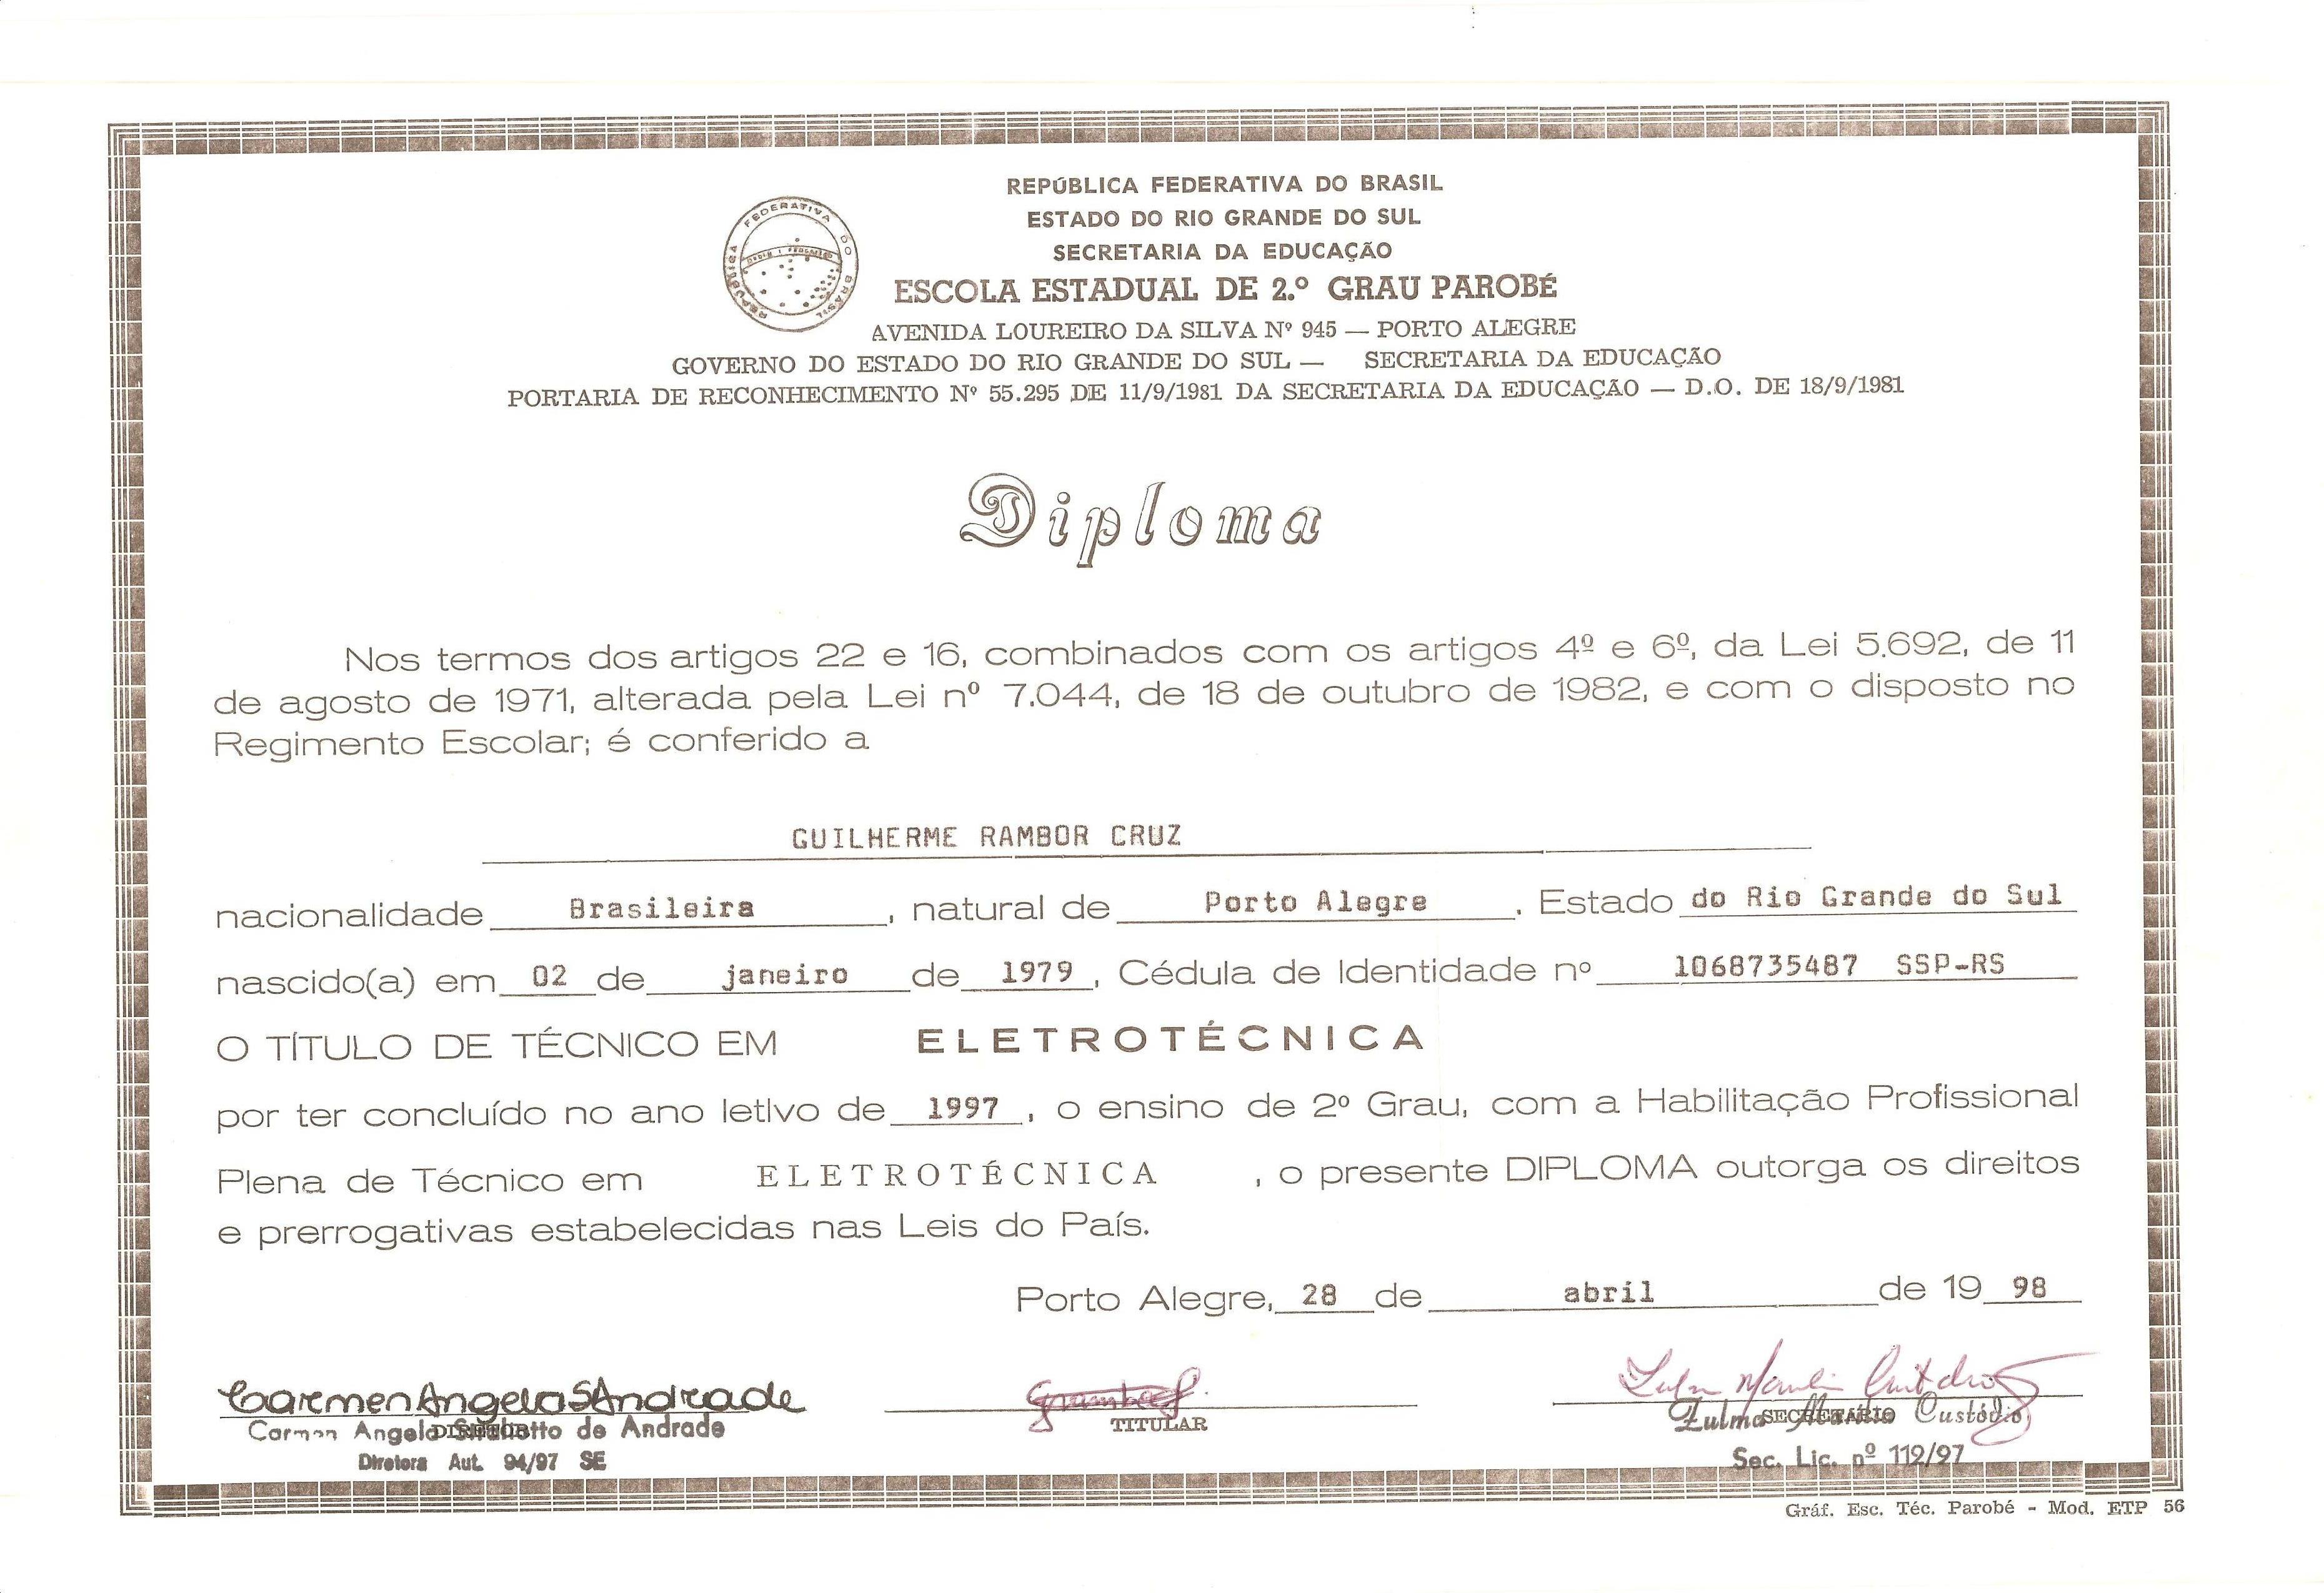 REPÚBLICA FEDERATIVA DO BRASIL
ESTADO DO RIO GRANDE DO SUL
SECRETARIA DA EDUCAÇÃO
ESCOLA ESTADUAL DE 2.º GRAU PAROBÉ
REPÚBLICA FEDERATIVA DO BRASIL
AVENIDA LOUREIRO DA SILVA Nº 945 — PORTO ALEGRE
GOVERNO DO ESTADO DO RIO GRANDE DO SUL — SECRETARIA DA EDUCAÇÃO
PORTARIA DE RECONHECIMENTO Nº 55.295 DE 11/9/1981 DA SECRETARIA DA EDUCAÇÃO — D.O. DE 18/9/1981
Diploma
Nos termos dos artigos 22 e 16, combinados com os artigos 4º e 6º, da Lei 5.692, de 11
de agosto de 1971, alterada pela Lei nº 7.044, de 18 de outubro de 1982, e com o disposto no
Regimento Escolar; é conferido a
GUILHERME RAMBOR CRUZ
nacionalidade Brasileira, natural de Porto Alegre. Estado do Rio Grande do Sul
nascido(a) em 02 de janeiro de 1979, Cédula de Identidade nº 1068735487 SSP-RS
O TÍTULO DE TÉCNICO EM ELETROTÉCNICA
por ter concluído no ano letivo de 1997, o ensino de 2º Grau, com a Habilitação Profissional
Plena de Técnico em ELETROTÉCNICA, o presente DIPLOMA outorga os direitos
e prerrogativas estabelecidas nas Leis do País.
Porto Alegre, 28 de abril de 19 98
Carmen Angela S Andrade
Carmen Angela de Andrade
Diretora Aut. 94/97 SE
TITULAR
SECRETÁRIO
Zulma Custódio
Sec. Lic. nº 119/97
Gráf. Esc. Téc. Parobé - Mod. ETP 56